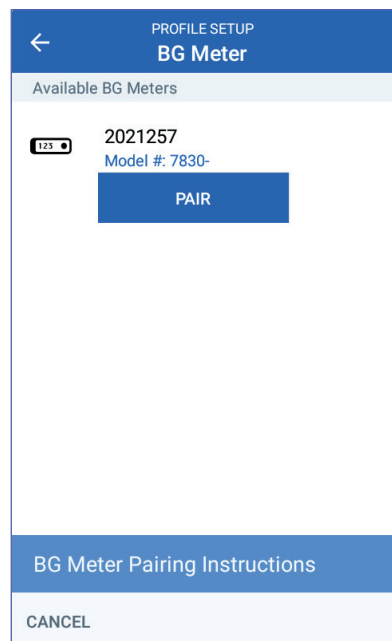 PROFILE SETUP
BG Meter
Available BG Meters
123
2021257
Model #: 7830-
PAIR
BG Meter Pairing Instructions
CANCEL